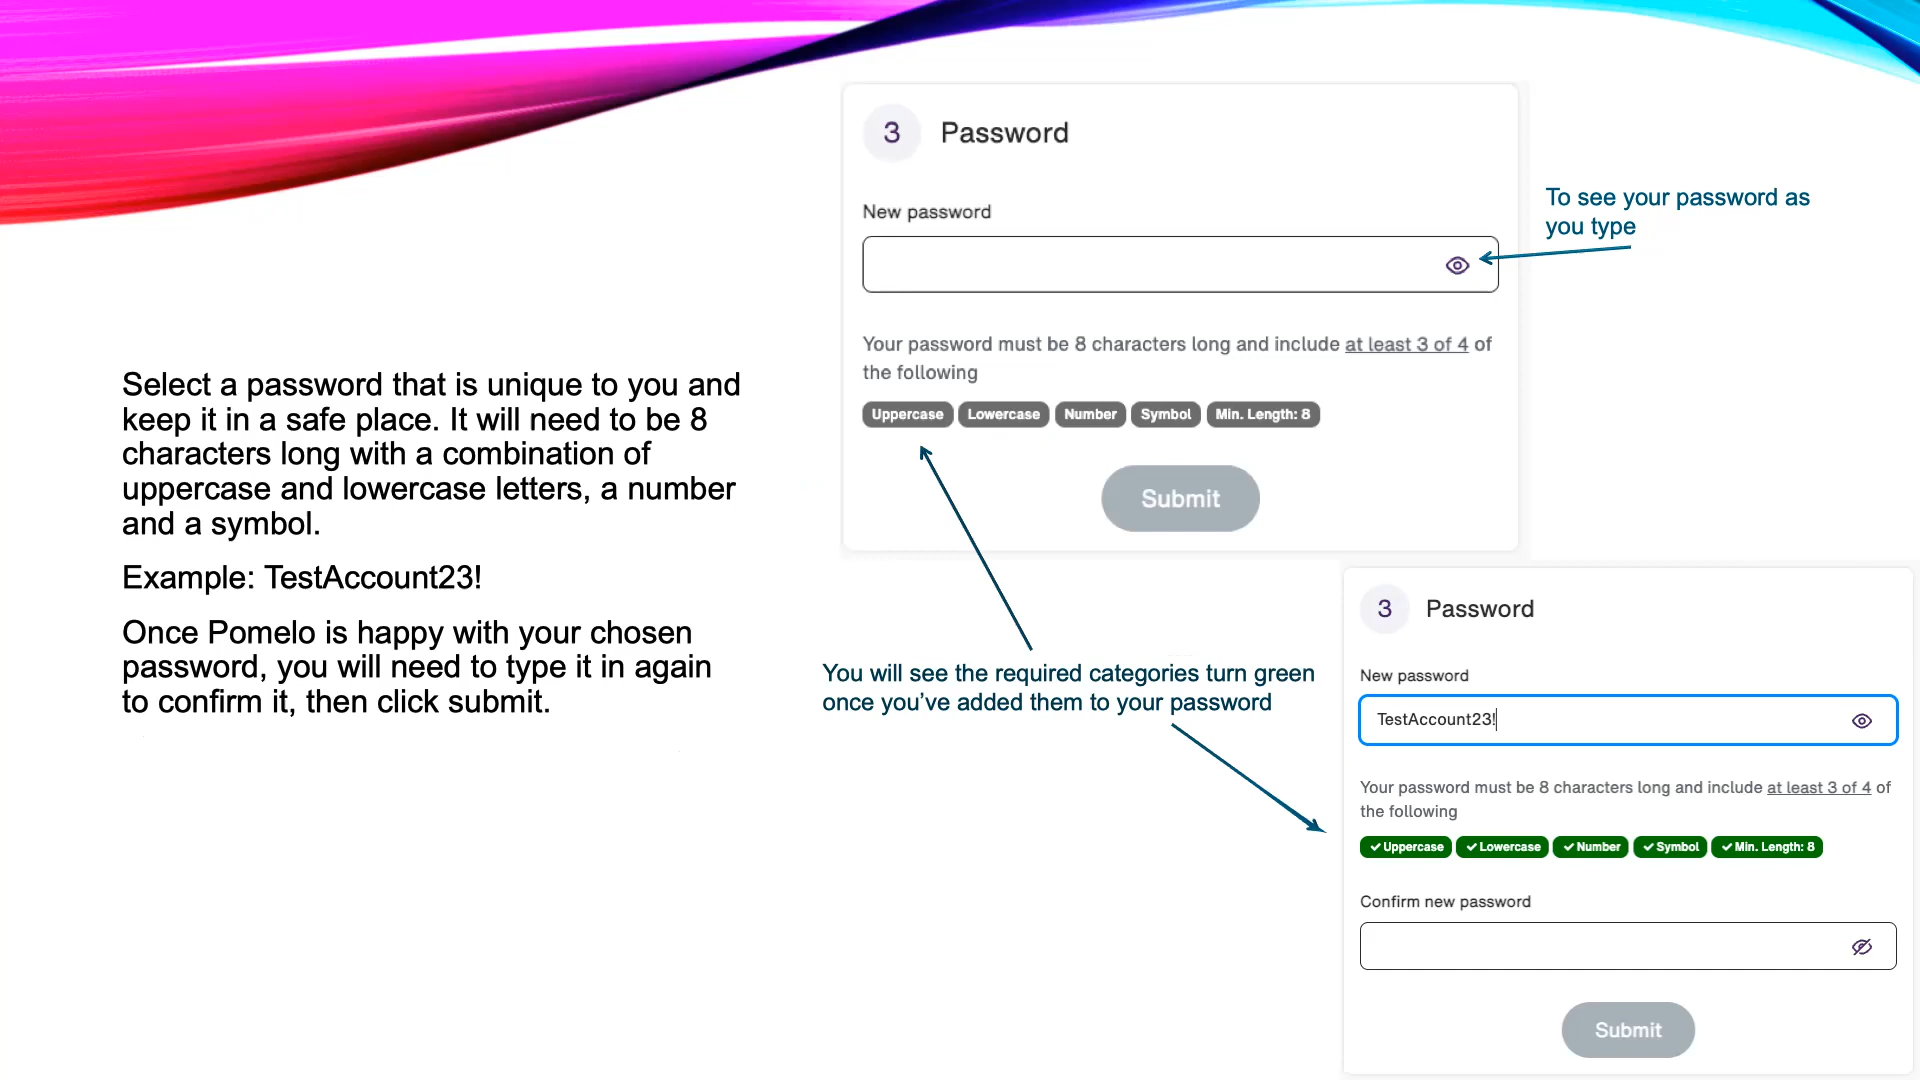 Select a password that is unique to you and
keep it in a safe place. It will need to be 8
characters long with a combination of
uppercase and lowercase letters, a number
and a symbol.
Example: TestAccount23!
Once Pomelo is happy with your chosen
password, you will need to type it in again
to confirm it, then click submit.
3 Password
New password
Your password must be 8 characters long and include at least 3 of 4 of
the following
Uppercase Lowercase Number Symbol Min. Length: 8
Submit
To see your password as
you type
You will see the required categories turn green
once you’ve added them to your password
3 Password
New password
TestAccount23!
Your password must be 8 characters long and include at least 3 of 4 of
the following
Uppercase Lowercase Number Symbol Min. Length: 8
Confirm new password
Submit